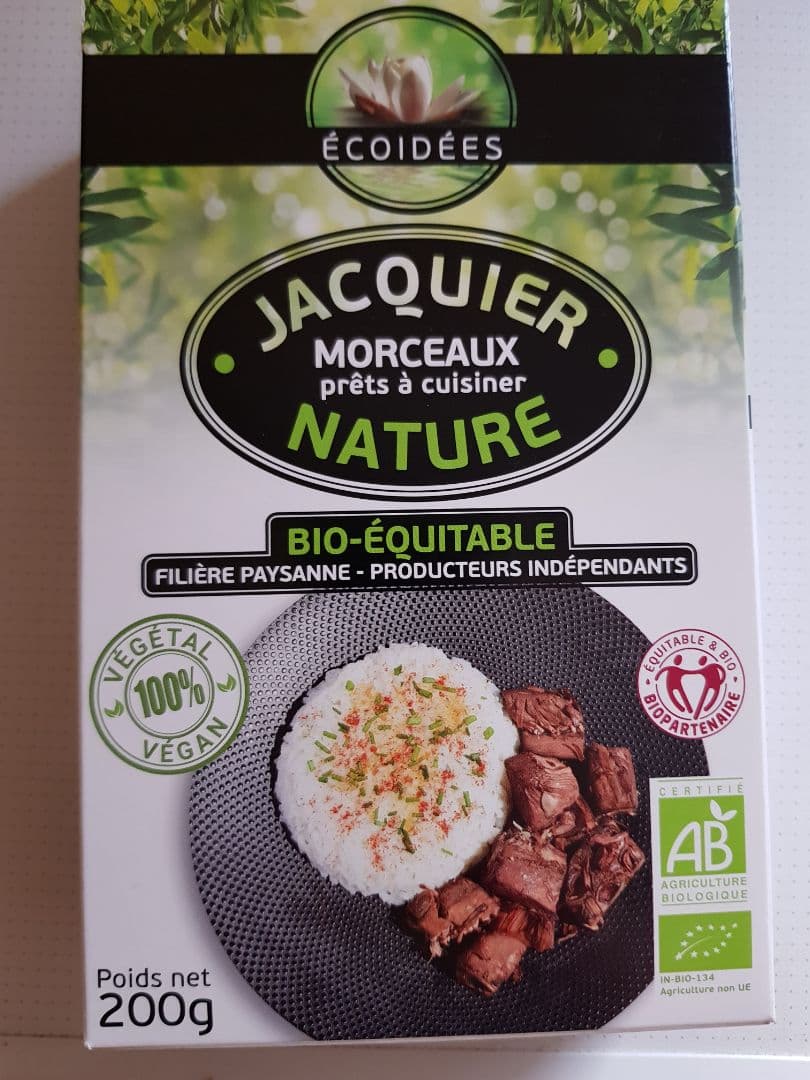 ÉCOIDÉES
JACQUIER
MORCEAUX
prêts à cuisiner
NATURE
BIO-ÉQUITABLE
FILIÈRE PAYSANNE - PRODUCTEURS INDÉPENDANTS
VÉGÉTAL
100%
VÉGAN
ÉQUITABLE & BIO
BIOPARTENAIRE
CERTIFIÉ
AB
AGRICULTURE
BIOLOGIQUE
IN-BIO-134
Agriculture non UE
Poids net
200g